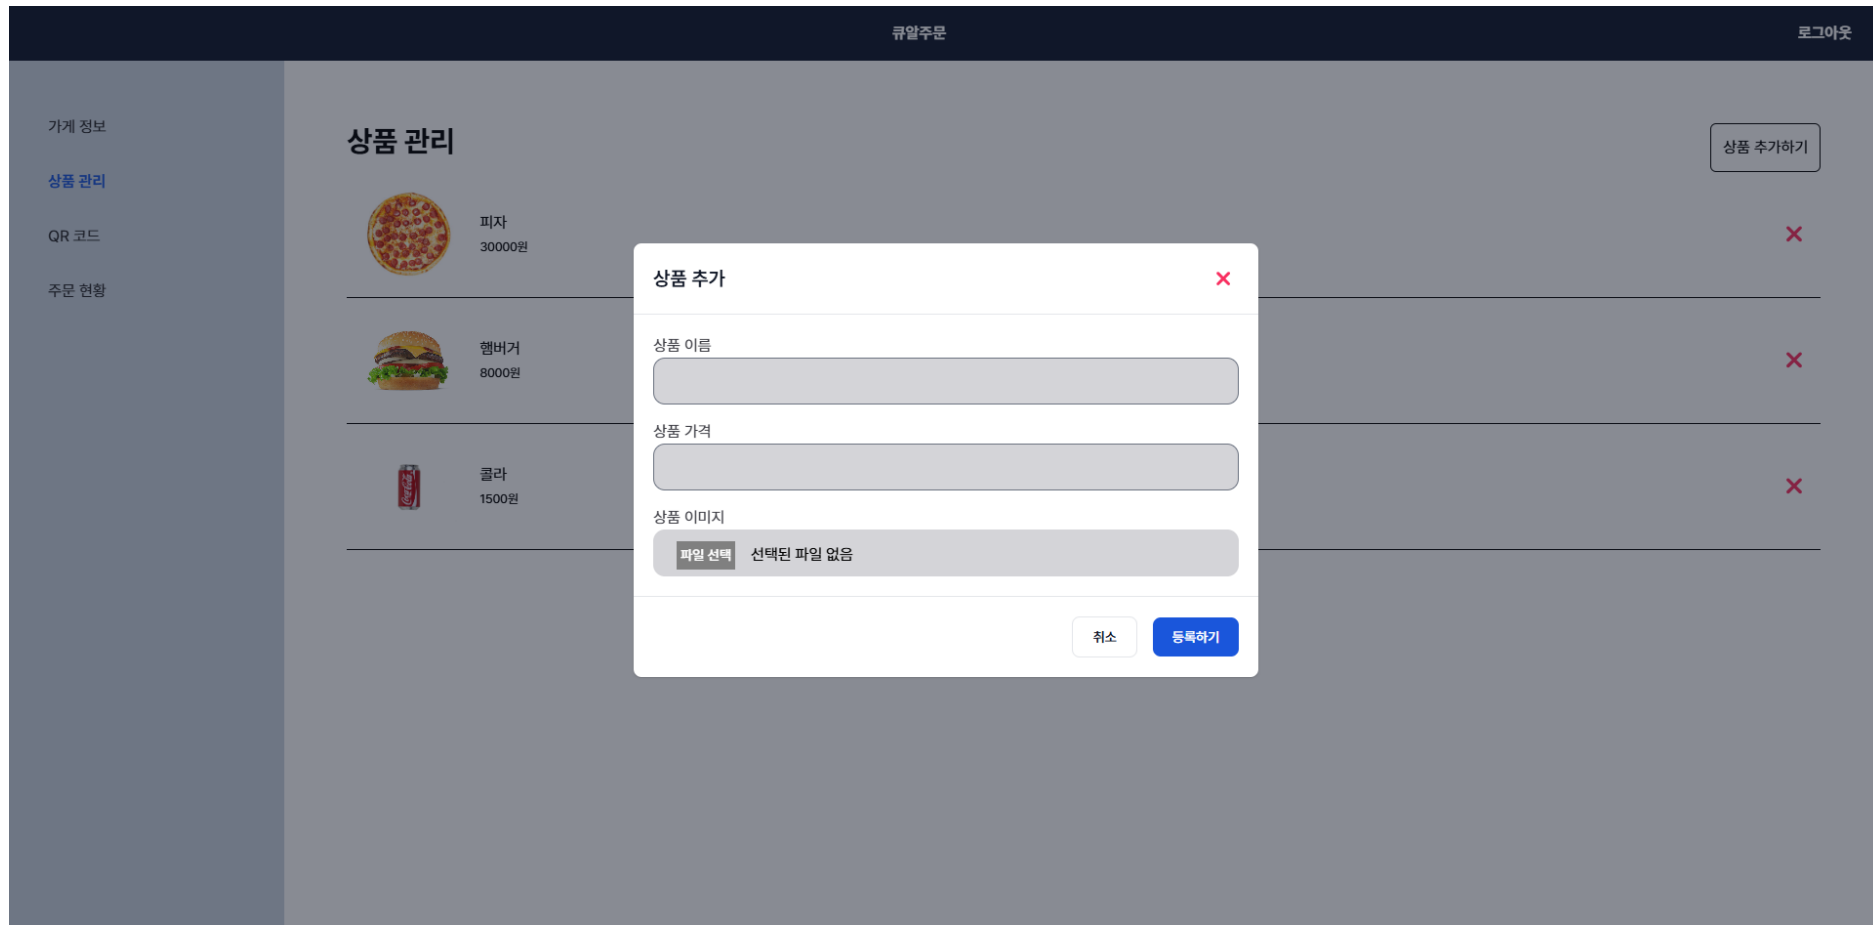 큐알주문
로그아웃
가게 정보
상품 관리
QR 코드
주문 현황
상품 관리
상품 추가하기
피자
30000원
햄버거
8000원
콜라
1500원
상품 추가
상품 이름
상품 가격
상품 이미지
파일 선택 선택된 파일 없음
취소
등록하기
Coca-Cola